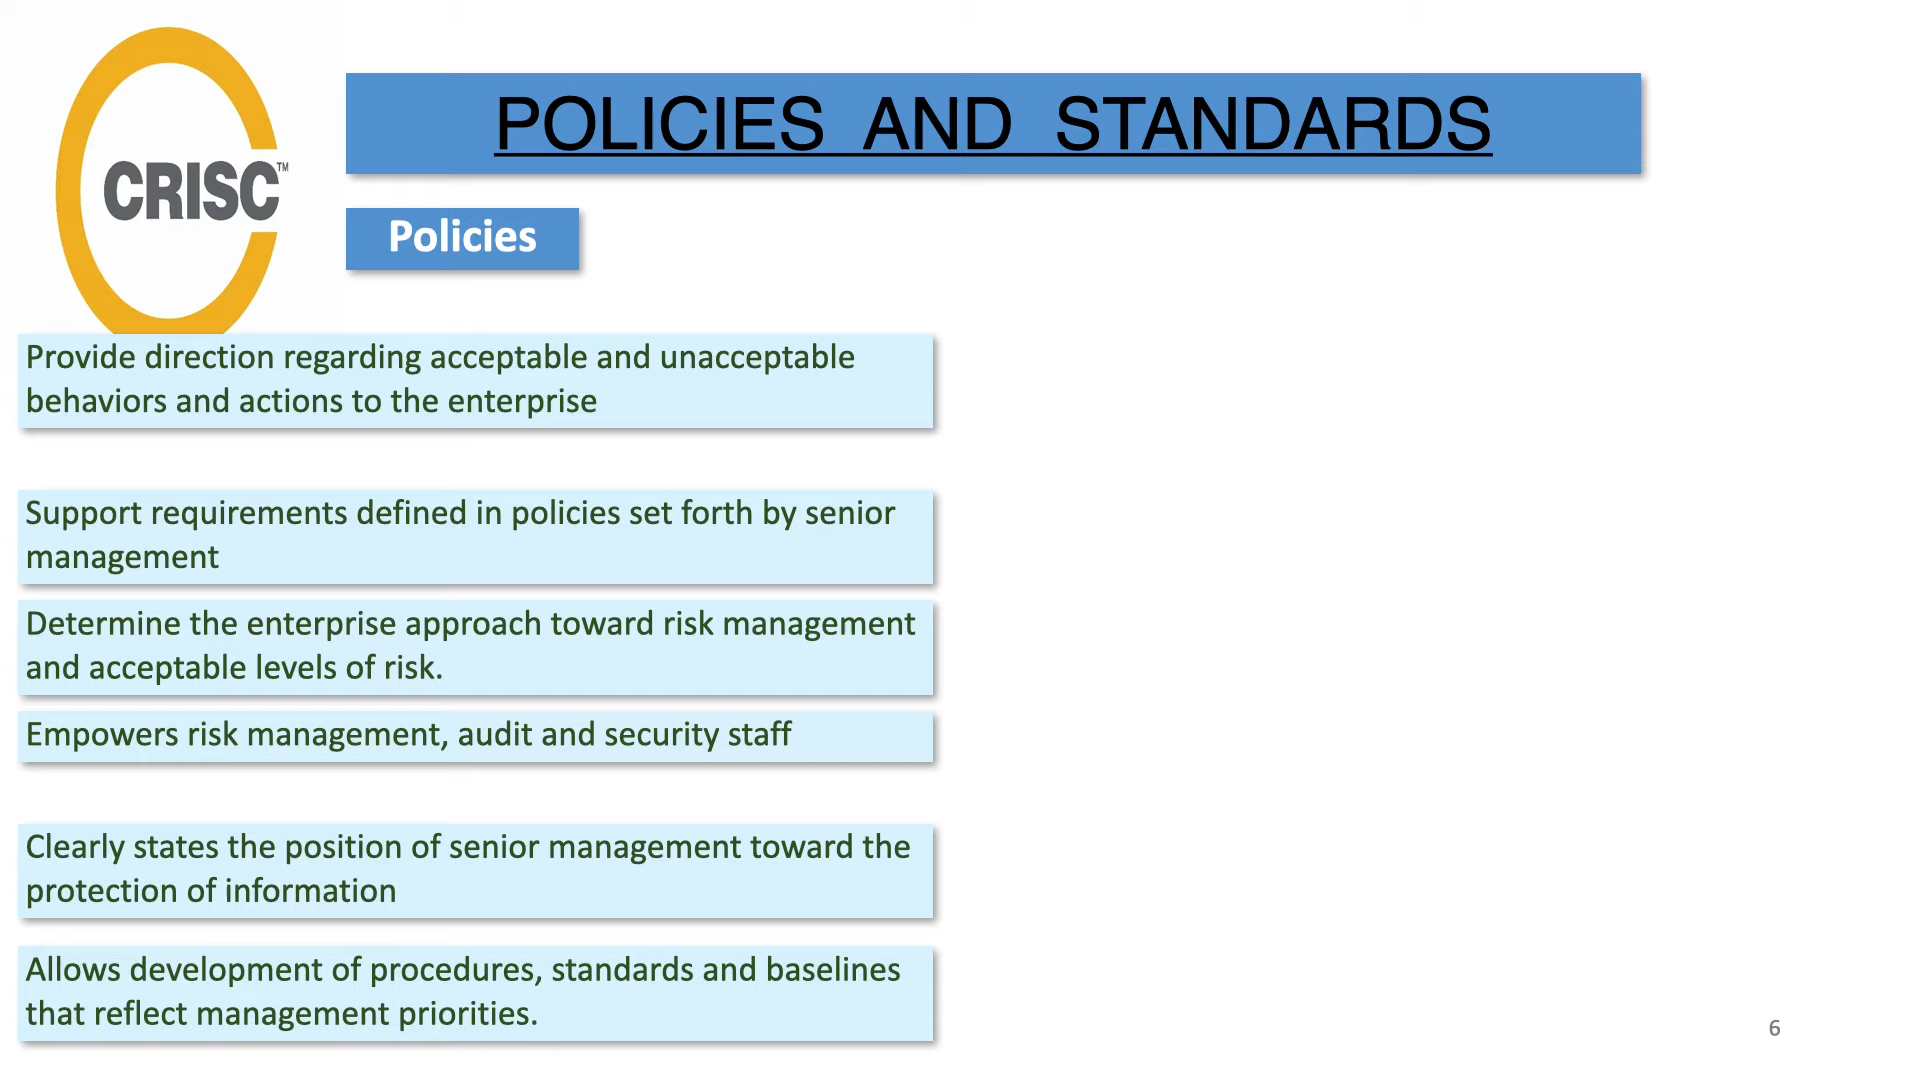 CRISC™
POLICIES AND STANDARDS
Policies
Provide direction regarding acceptable and unacceptable
behaviors and actions to the enterprise
Support requirements defined in policies set forth by senior
management
Determine the enterprise approach toward risk management
and acceptable levels of risk.
Empowers risk management, audit and security staff
Clearly states the position of senior management toward the
protection of information
Allows development of procedures, standards and baselines
that reflect management priorities.
6